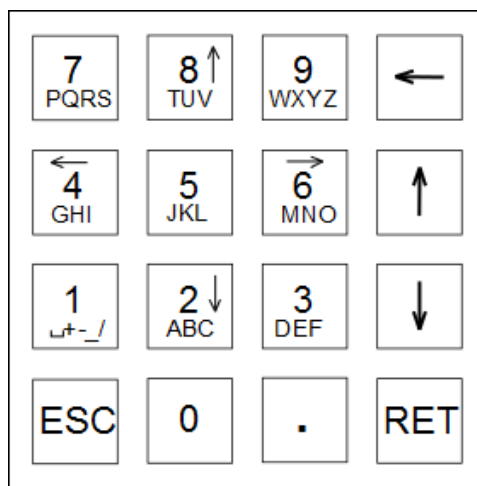 7 8↑ 9 ←
PQRS TUV WXYZ
← →
4 5 6 ↑
GHI JKL MNO
1 2↓ 3 ↓
␣+-_/ ABC DEF
ESC 0 . RET